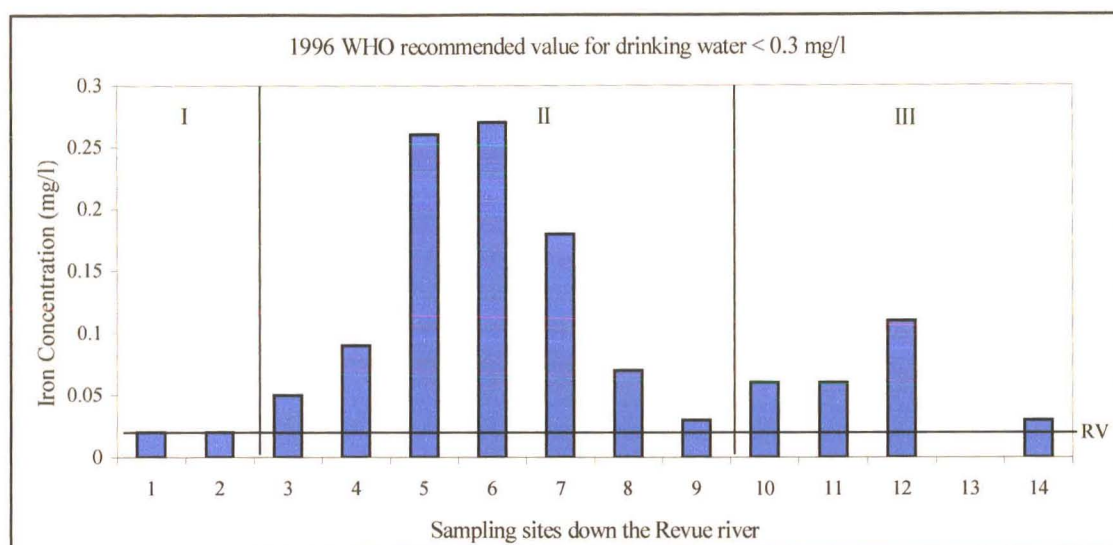 1996 WHO recommended value for drinking water < 0.3 mg/l
0.3
0.25
0.2
0.15
0.1
0.05
0
Iron Concentration (mg/l)
I
II
III
RV
1 2 3 4 5 6 7 8 9 10 11 12 13 14
Sampling sites down the Revue river